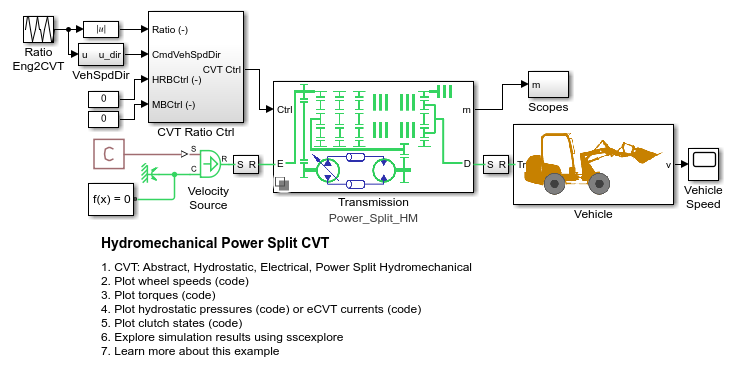 Ratio
Eng2CVT
|u|
u u_dir
VehSpdDir
0
0
Ratio (-)
CmdVehSpdDir
HRBCtrl (-)
MBCtrl (-)
CVT Ctrl
CVT Ratio Ctrl
C
S
C
R
f(x) = 0
Velocity
Source
S R
Ctrl
E
m
D
Transmission
Power_Split_HM
m
Scopes
S R
Tr
v
Vehicle
Vehicle
Speed
Hydromechanical Power Split CVT
1. CVT: Abstract, Hydrostatic, Electrical, Power Split Hydromechanical
2. Plot wheel speeds (code)
3. Plot torques (code)
4. Plot hydrostatic pressures (code) or eCVT currents (code)
5. Plot clutch states (code)
6. Explore simulation results using sscexplore
7. Learn more about this example